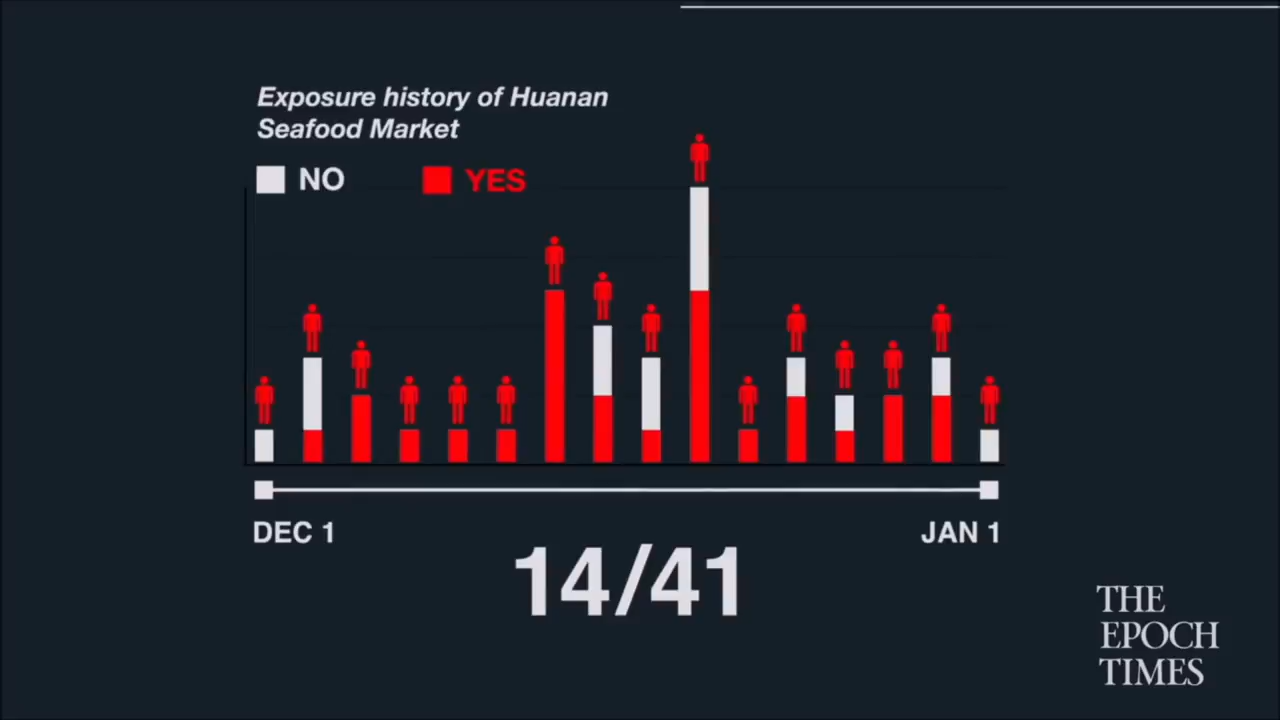 Exposure history of Huanan
Seafood Market
NO YES
DEC 1 JAN 1
14/41
THE
EPOCH
TIMES